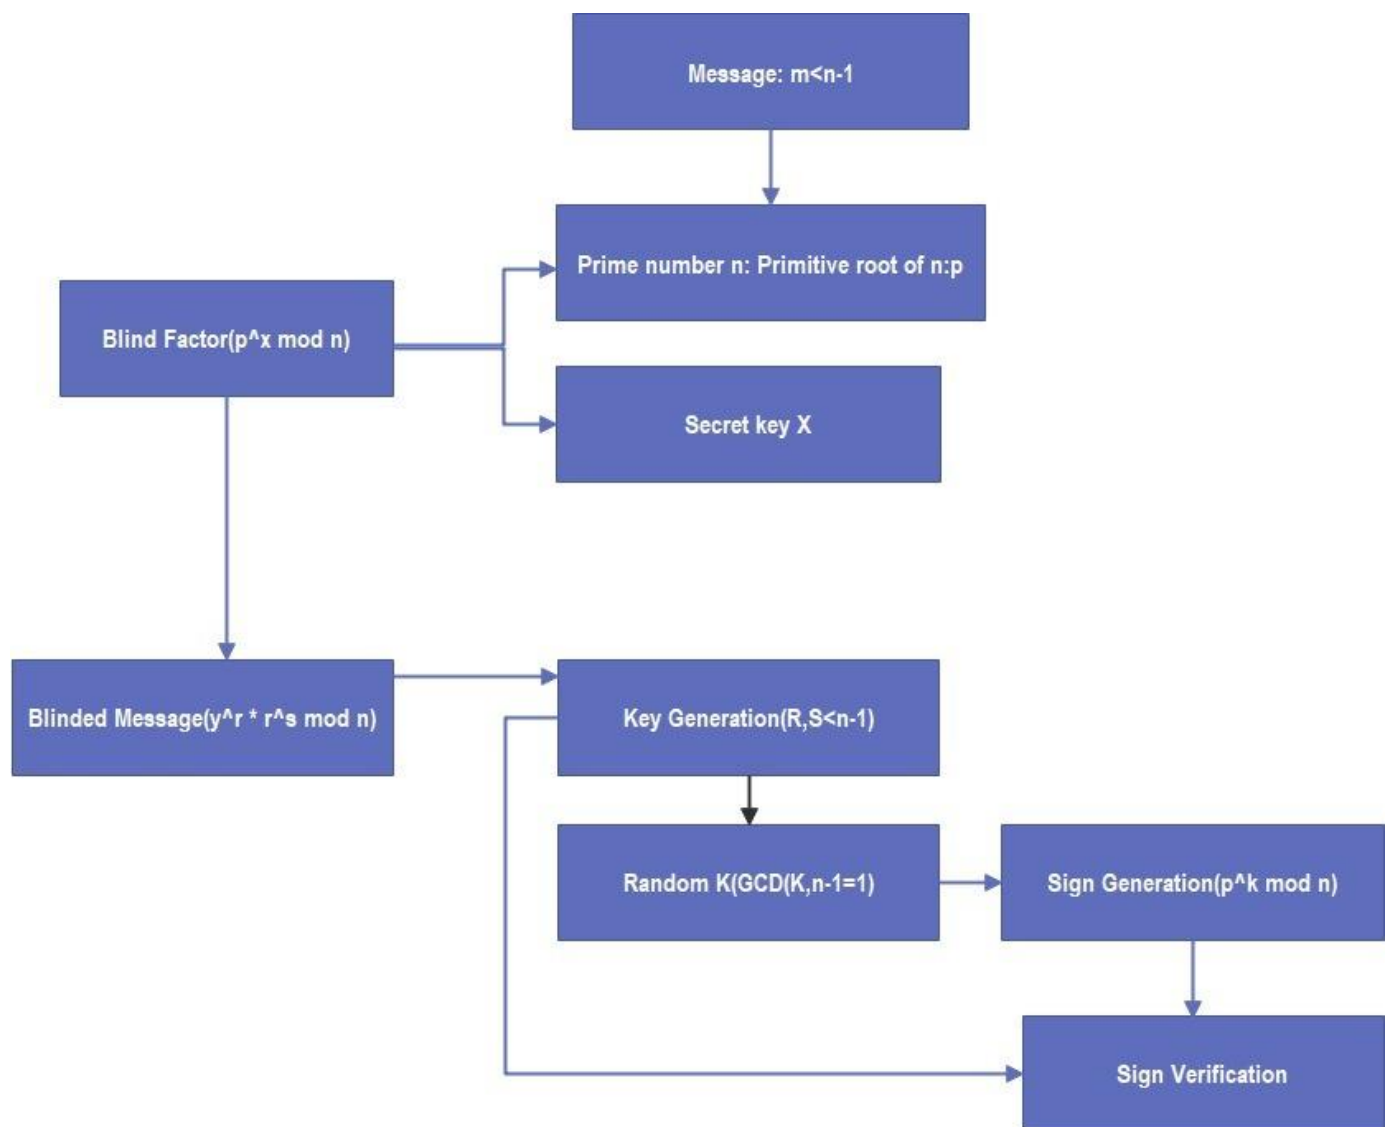 Message: m<n-1
Prime number n: Primitive root of n:p
Blind Factor(p^x mod n)
Secret key X
Blinded Message(y^r * r^s mod n)
Key Generation(R,S<n-1)
Random K(GCD(K,n-1=1)
Sign Generation(p^k mod n)
Sign Verification